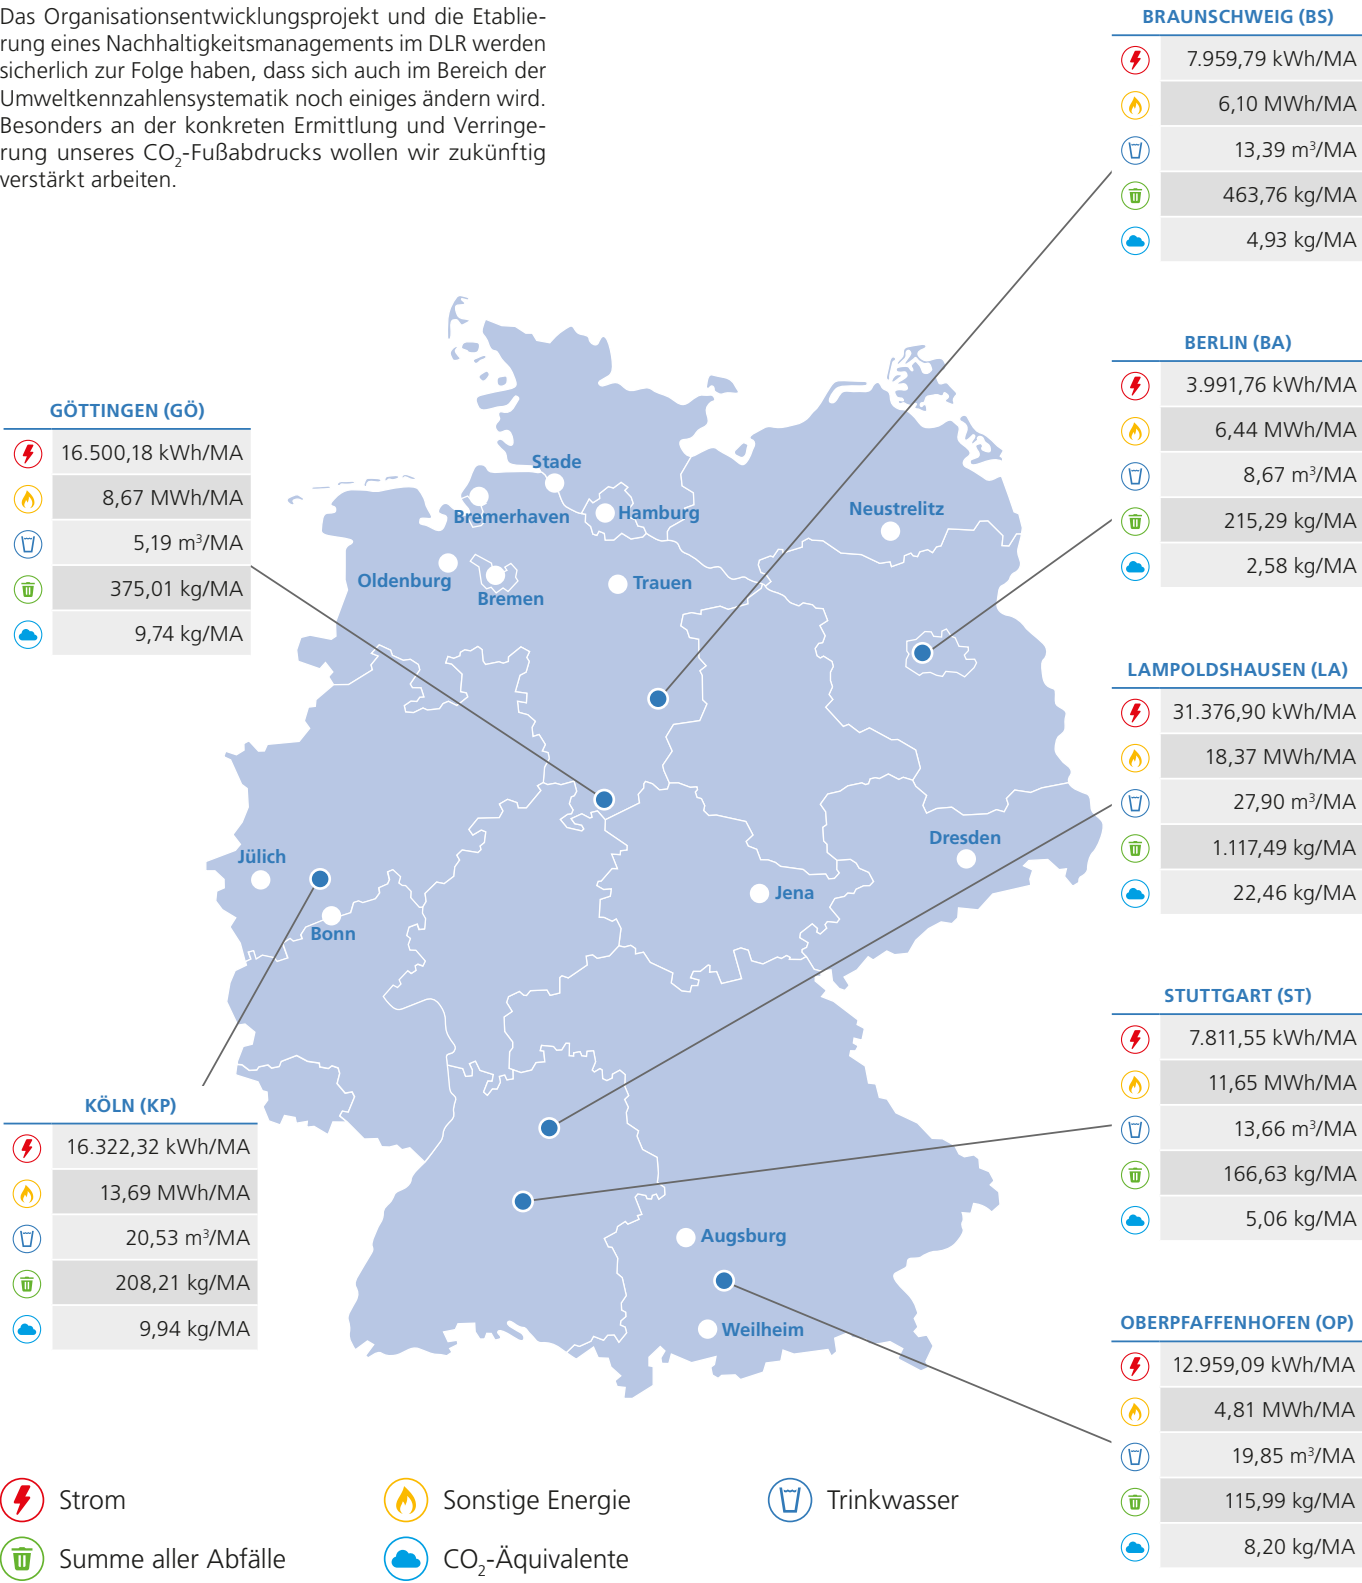 Das Organisationsentwicklungsprojekt und die Etablie-
rung eines Nachhaltigkeitsmanagements im DLR werden
sicherlich zur Folge haben, dass sich auch im Bereich der
Umweltkennzahlensystematik noch einiges ändern wird.
Besonders an der konkreten Ermittlung und Verringe-
rung unseres CO₂-Fußabdrucks wollen wir zukünftig
verstärkt arbeiten.
BRAUNSCHWEIG (BS)
7.959,79 kWh/MA
6,10 MWh/MA
13,39 m³/MA
463,76 kg/MA
4,93 kg/MA
BERLIN (BA)
3.991,76 kWh/MA
6,44 MWh/MA
8,67 m³/MA
215,29 kg/MA
2,58 kg/MA
GÖTTINGEN (GÖ)
16.500,18 kWh/MA
8,67 MWh/MA
5,19 m³/MA
375,01 kg/MA
9,74 kg/MA
Stade
Bremerhaven
Hamburg
Neustrelitz
Oldenburg
Bremen
Trauen
LAMPOLDSHAUSEN (LA)
31.376,90 kWh/MA
18,37 MWh/MA
27,90 m³/MA
1.117,49 kg/MA
22,46 kg/MA
Dresden
Jülich
Jena
Bonn
STUTTGART (ST)
7.811,55 kWh/MA
11,65 MWh/MA
13,66 m³/MA
166,63 kg/MA
5,06 kg/MA
KÖLN (KP)
16.322,32 kWh/MA
13,69 MWh/MA
20,53 m³/MA
208,21 kg/MA
9,94 kg/MA
Augsburg
Weilheim
OBERPFAFFENHOFEN (OP)
12.959,09 kWh/MA
4,81 MWh/MA
19,85 m³/MA
115,99 kg/MA
8,20 kg/MA
Strom
Sonstige Energie
Trinkwasser
Summe aller Abfälle
CO₂-Äquivalente